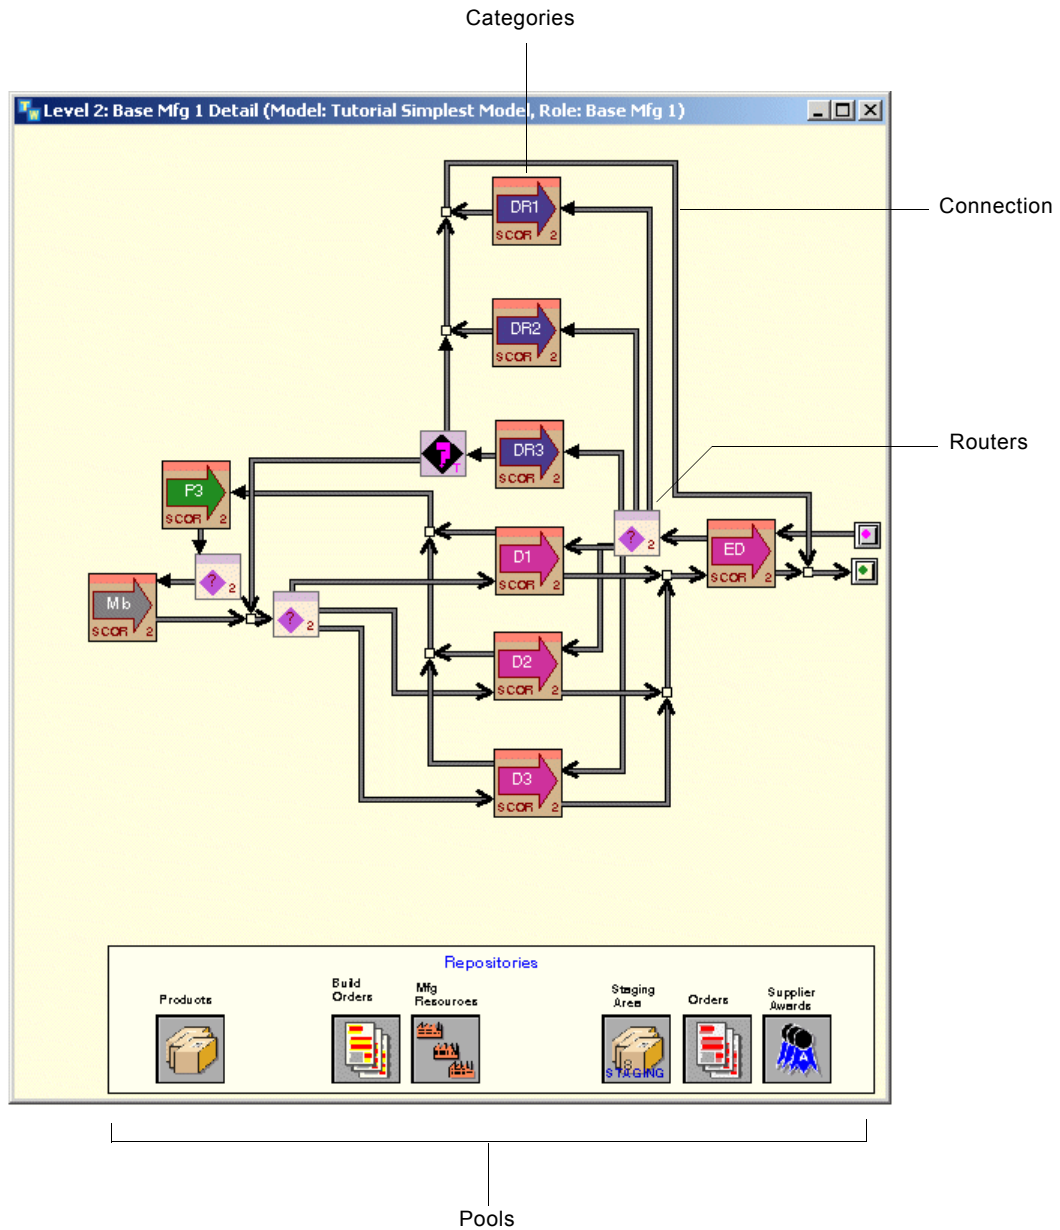 Categories
Level 2: Base Mfg 1 Detail (Model: Tutorial Simplest Model, Role: Base Mfg 1)
Connection
DR1
SCOR 2
DR2
SCOR 2
Routers
DR3
SCOR 2
T
P3
SCOR 2
? 2
ED
SCOR 2
D1
SCOR 2
? 2
Mb
SCOR 2
? 2
D2
SCOR 2
D3
SCOR 2
Repositories
Products
Build
Orders
Mfg
Resources
Staging
Area
Orders
Supplier
Awards
STAGING
A
Pools